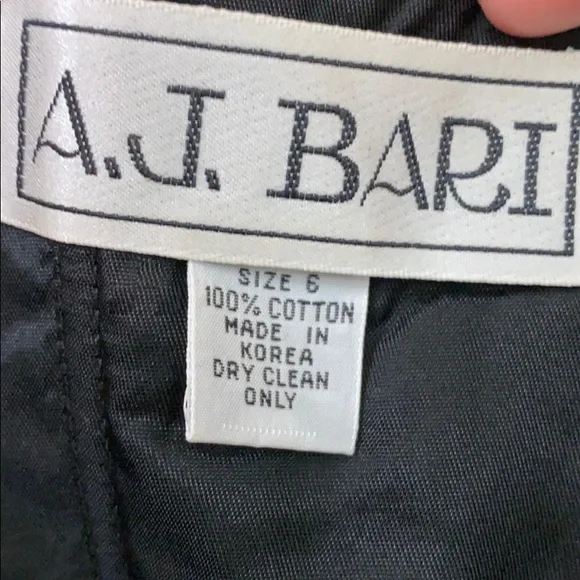 A.J. BARI
SIZE 6
100% COTTON
MADE IN
KOREA
DRY CLEAN
ONLY